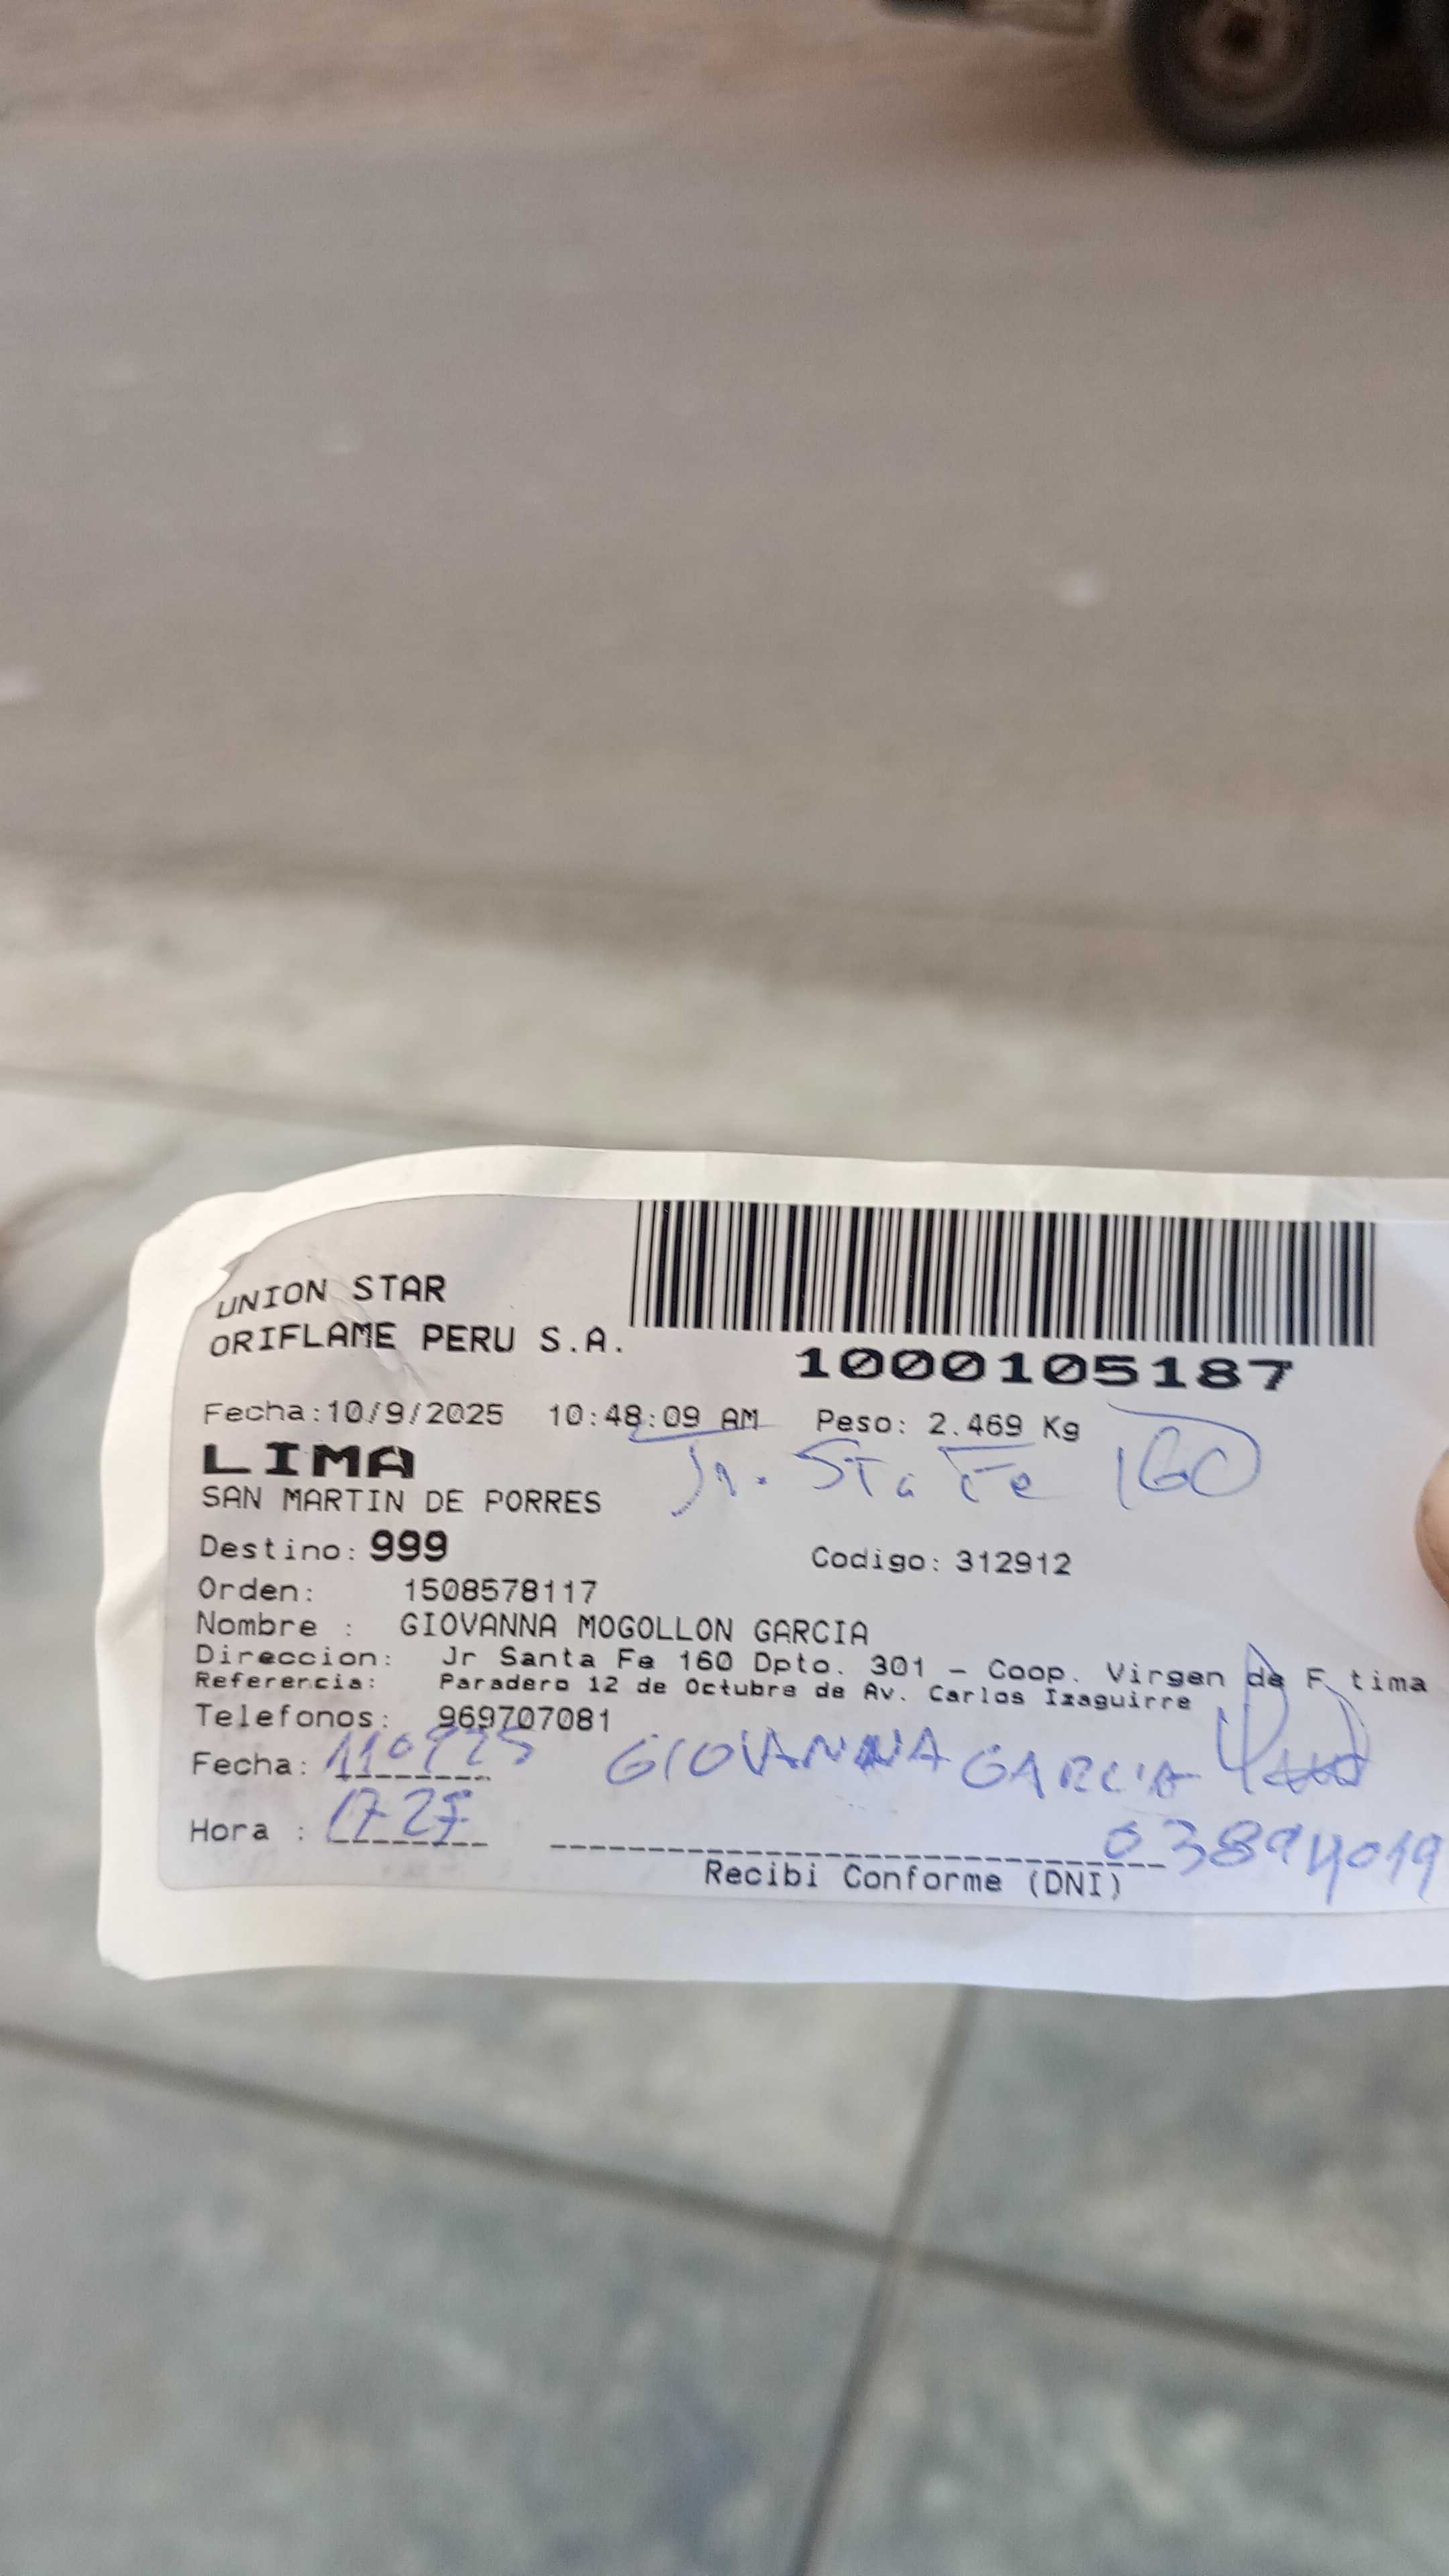 UNION STAR
ORIFLAME PERU S.A.
1000105187
Fecha:10/9/2025 10:48:09 AM Peso: 2.469 Kg
LIMA
Jr. Sta Fe 160
SAN MARTIN DE PORRES
Destino: 999
Codigo: 312912
Orden: 1508578117
Nombre : GIOVANNA MOGOLLON GARCIA
Direccion: Jr Santa Fe 160 Dpto. 301 - Coop. Virgen de F tima
Referencia: Paradero 12 de Octubre de Av. Carlos Izaguirre
Telefonos: 969707081
Fecha: 110925 GIOVANNA GARCIA
Hora : 17 27
03894019
Recibi Conforme (DNI)